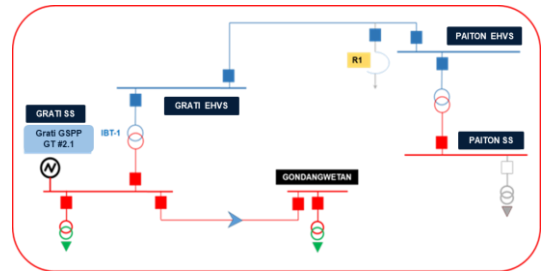 PAITON EHVS
R1
GRATI EHVS
GRATI SS
Grati GSPP
GT #2.1
IBT-1
PAITON SS
GONDANGWETAN